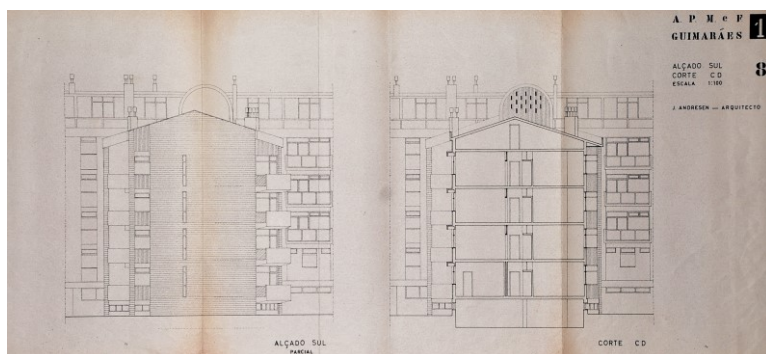 A. P. M. e F
GUIMARÃES
1
ALÇADO SUL
CORTE CD
ESCALA 1:100
8
J. ANDRESEN — ARQUITECTO
ALÇADO SUL
PARCIAL
CORTE CD